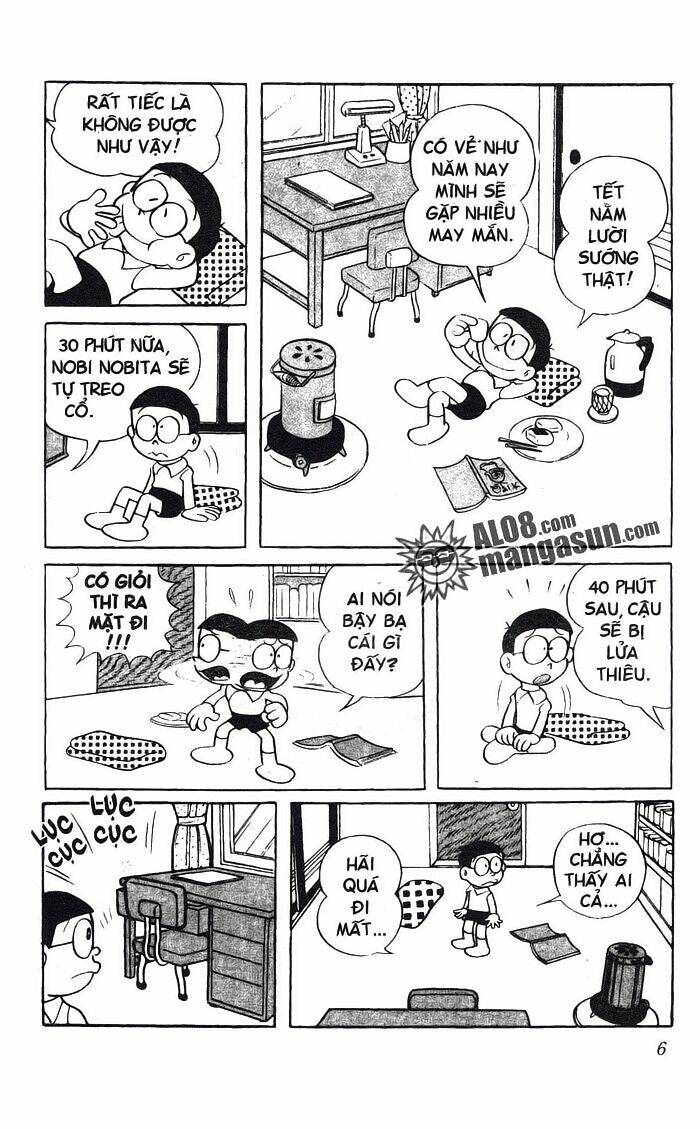 TẾT
NẰM
LƯỜI
SƯỚNG
THẬT!
CÓ VẺ NHƯ
NĂM NAY
MÌNH SẼ
GẶP NHIỀU
MAY MẮN.
RẤT TIẾC LÀ
KHÔNG ĐƯỢC
NHƯ VẬY!
30 PHÚT NỮA,
NOBI NOBITA SẼ
TỰ TREO
CỔ.
AL08.com
mangasun.com
40 PHÚT
SAU, CẬU
SẼ BỊ
LỬA
THIÊU.
AI NÓI
BẬY BẠ
CÁI GÌ
ĐẤY?
CÓ GIỎI
THÌ RA
MẶT ĐI
!!!
HƠ...
CHẲNG
THẤY AI
CẢ...
HÃI
QUÁ
ĐI
MẤT...
LỤC
CỤC
LỤC
CỤC
6